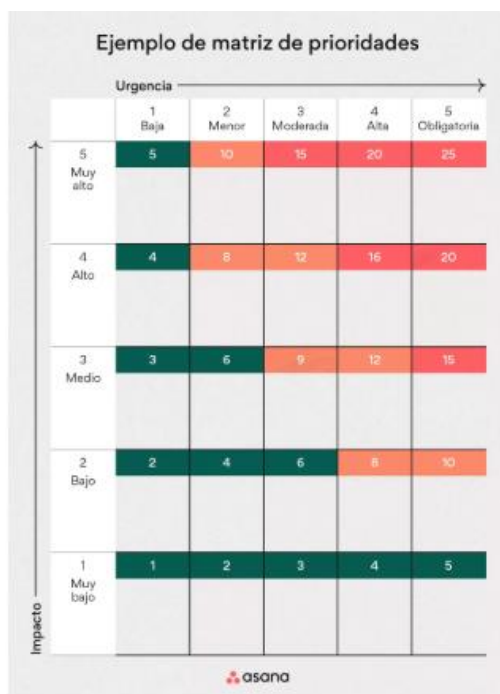 Ejemplo de matriz de prioridades
Urgencia
1 2 3 4 5
Baja Menor Moderada Alta Obligatoria
5 5 10 15 20 25
Muy
alto
4 4 8 12 16 20
Alto
3 3 6 9 12 15
Medio
2 2 4 6 8 10
Bajo
1 1 2 3 4 5
Muy
bajo
Impacto
asana